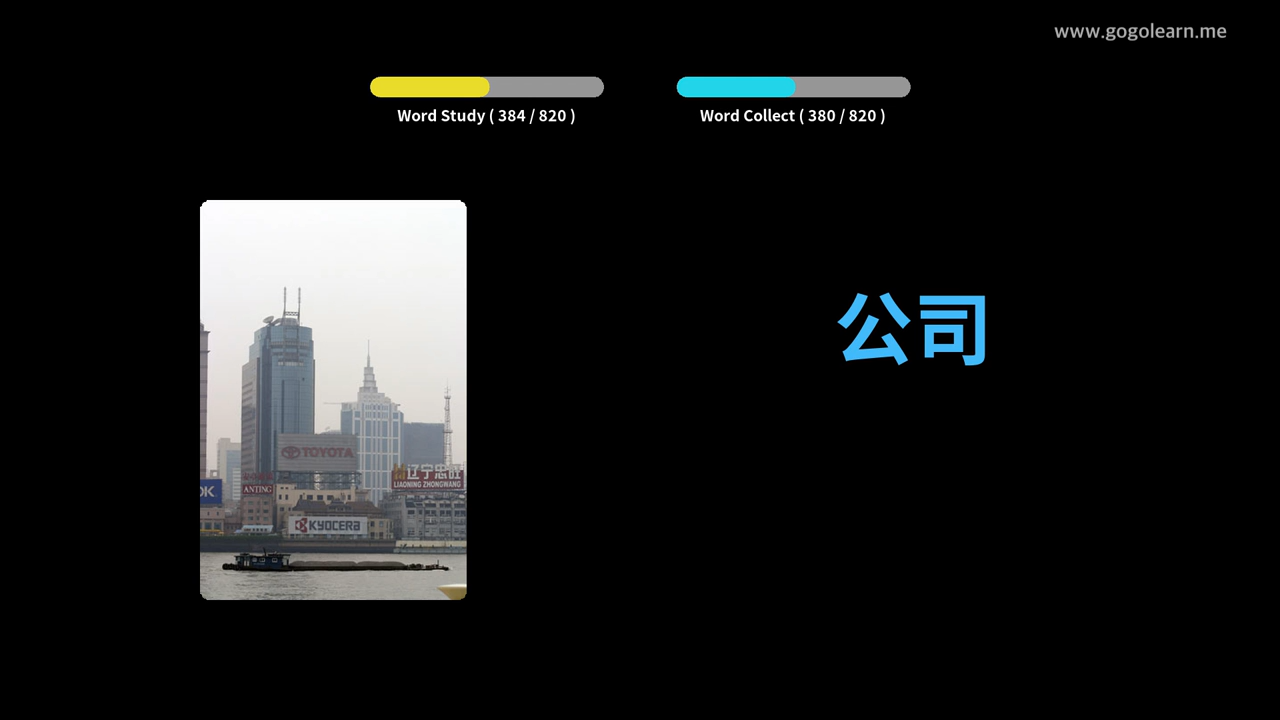 www.gogolearn.me
Word Study ( 384 / 820 )
Word Collect ( 380 / 820 )
公司
TOYOTA
辽宁忠旺
LIAONING ZHONGWANG
ANTING
OK
KYOCERA